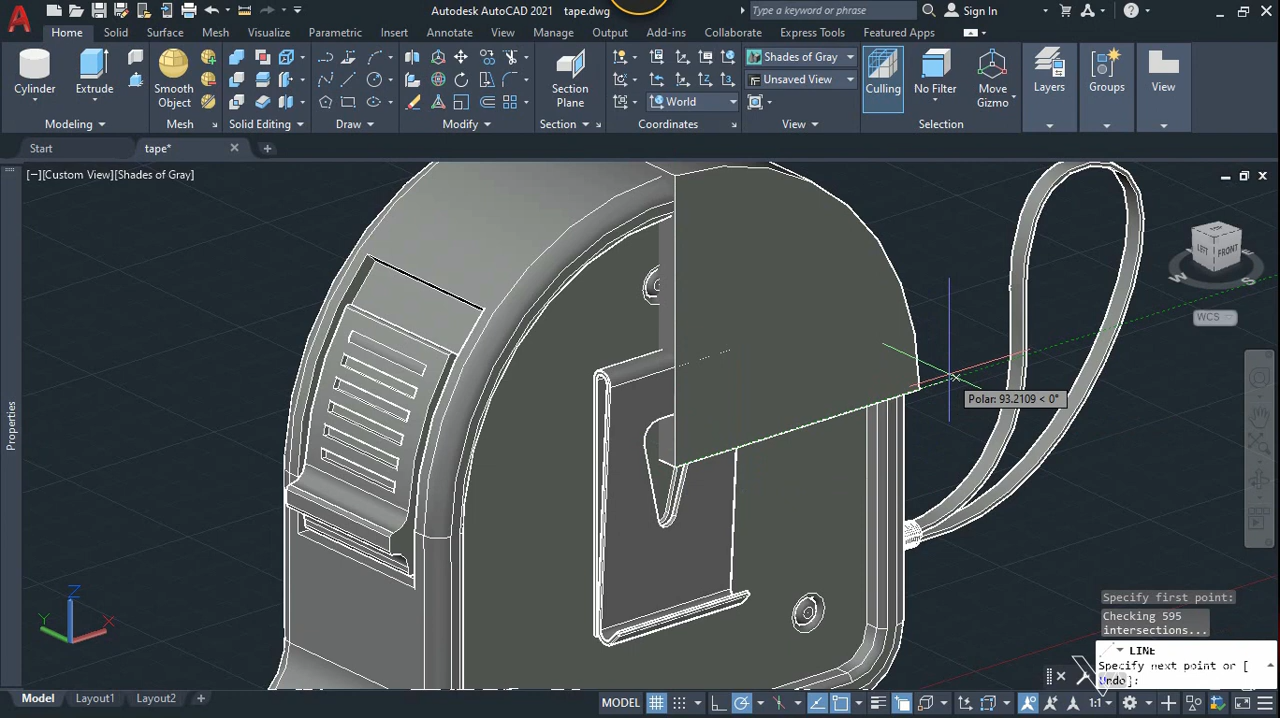 Autodesk AutoCAD 2021 tape.dwg
Type a keyword or phrase
Sign In
Home Solid Surface Mesh Visualize Parametric Insert Annotate View Manage Output Add-ins Collaborate Express Tools Featured Apps
Cylinder
Extrude
Smooth
Object
Section
Plane
Shades of Gray
Unsaved View
World
Culling
No Filter
Move
Gizmo
Layers
Groups
View
Modeling
Mesh
Solid Editing
Draw
Modify
Section
Coordinates
View
Selection
Start
tape*
[−][Custom View][Shades of Gray]
LEFT
FRONT
W
S
WCS
Polar: 93.2109 < 0°
Properties
Z
Y
X
Specify first point:
Checking 595
intersections...
LINE
Specify next point or [
Undo]:
Model Layout1 Layout2
MODEL
1:1